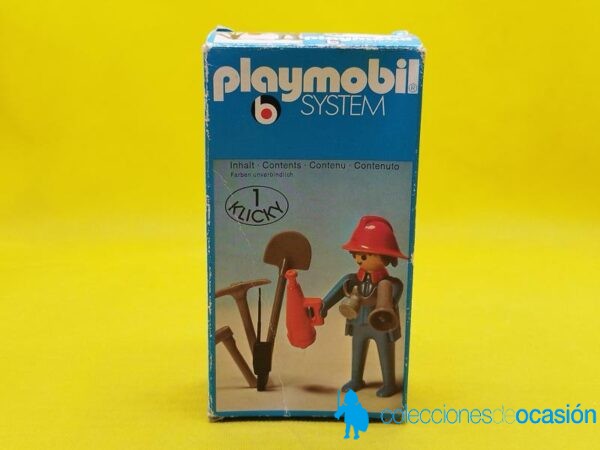 playmobil®
b SYSTEM
Inhalt · Contents · Contenu · Contenuto
Farben unverbindlich
1
KLICKY
coleccionesdeocasión